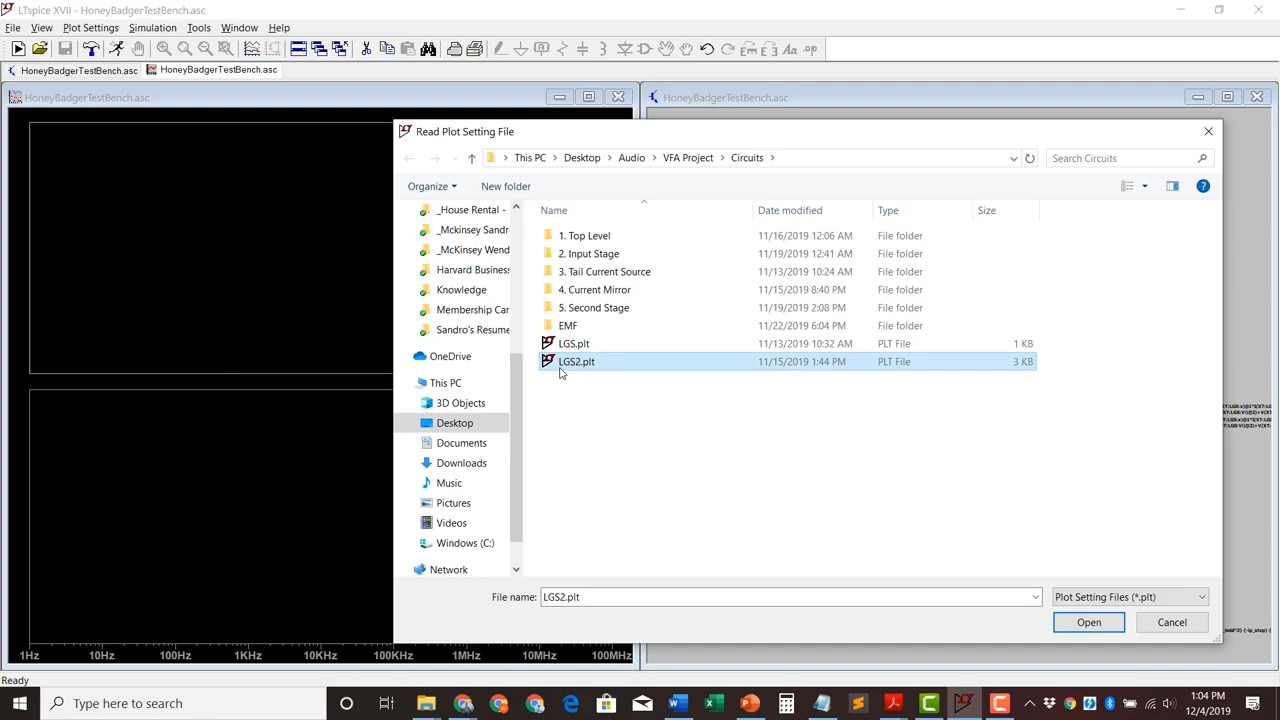 LTspice XVII - HoneyBadgerTestBench.asc
File View Plot Settings Simulation Tools Window Help
HoneyBadgerTestBench.asc HoneyBadgerTestBench.asc
HoneyBadgerTestBench.asc HoneyBadgerTestBench.asc
Read Plot Setting File
This PC > Desktop > Audio > VFA Project > Circuits >
Search Circuits
Organize New folder
Name Date modified Type Size
_House Rental -
_Mckinsey Sandr
_McKinsey Wend
Harvard Business
Knowledge
Membership Car
Sandro's Resume
OneDrive
This PC
3D Objects
Desktop
Documents
Downloads
Music
Pictures
Videos
Windows (C:)
Network
1. Top Level 11/16/2019 12:06 AM File folder
2. Input Stage 11/19/2019 12:41 AM File folder
3. Tail Current Source 11/13/2019 10:24 AM File folder
4. Current Mirror 11/15/2019 8:40 PM File folder
5. Second Stage 11/19/2019 2:08 PM File folder
EMF 11/22/2019 6:04 PM File folder
LGS.plt 11/13/2019 10:32 AM PLT File 1 KB
LGS2.plt 11/15/2019 1:44 PM PLT File 3 KB
File name: LGS2.plt Plot Setting Files (*.plt)
Open Cancel
1Hz 10Hz 100Hz 1KHz 10KHz 100KHz 1MHz 10MHz 100MHz
Ready
Type here to search
1:04 PM
12/4/2019